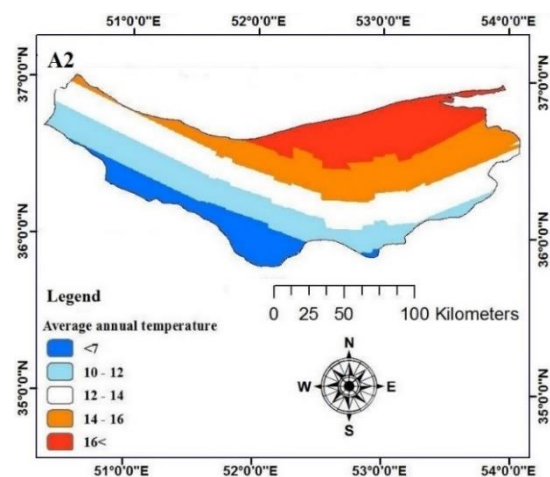 51°0'0"E 52°0'0"E 53°0'0"E 54°0'0"E
A2
37°0'0"N
37°0'0"N
36°0'0"N
36°0'0"N
35°0'0"N
35°0'0"N
Legend
Average annual temperature
<7
10 - 12
12 - 14
14 - 16
16<
0 25 50 100 Kilometers
N
W E
S
51°0'0"E 52°0'0"E 53°0'0"E 54°0'0"E